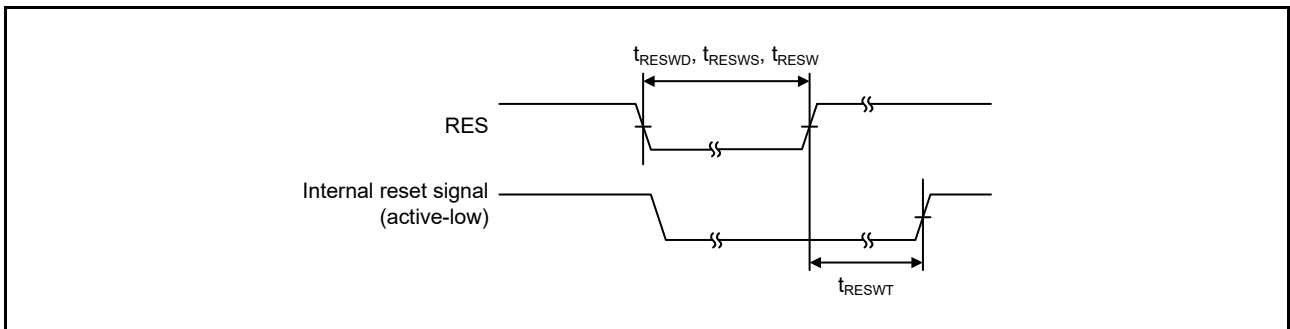 tRESWD, tRESWS, tRESW
RES
Internal reset signal
(active-low)
tRESWT